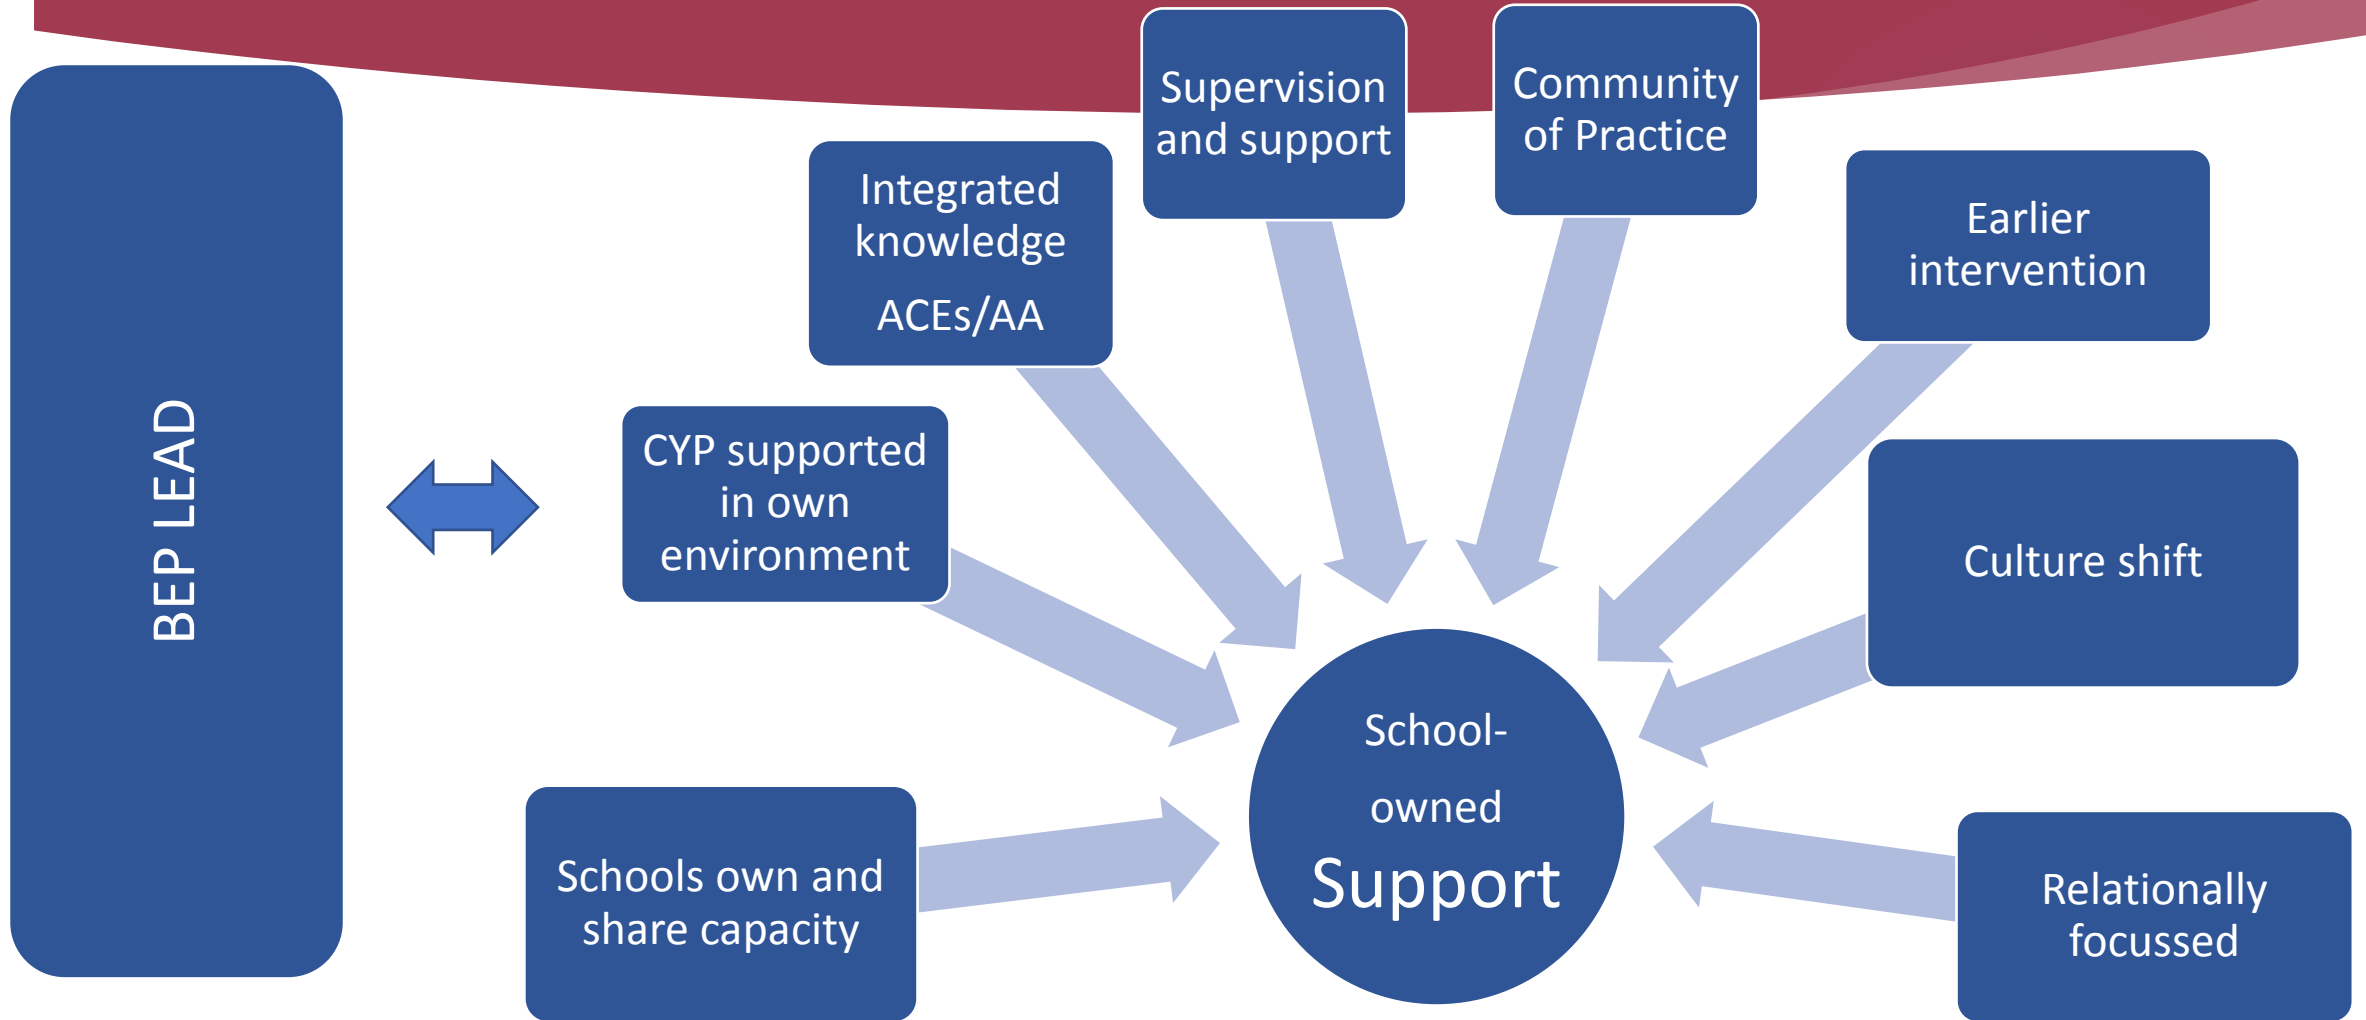 BEP LEAD
Schools own and
share capacity
CYP supported
in own
environment
Integrated
knowledge
ACEs/AA
Supervision
and support
Community
of Practice
Earlier
intervention
Culture shift
Relationally
focussed
School-
owned
Support